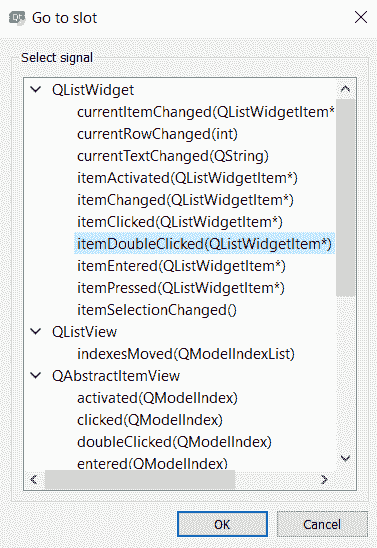 Qt Go to slot
Select signal
QListWidget
currentItemChanged(QListWidgetItem*
currentRowChanged(int)
currentTextChanged(QString)
itemActivated(QListWidgetItem*)
itemChanged(QListWidgetItem*)
itemClicked(QListWidgetItem*)
itemDoubleClicked(QListWidgetItem*)
itemEntered(QListWidgetItem*)
itemPressed(QListWidgetItem*)
itemSelectionChanged()
QListView
indexesMoved(QModelIndexList)
QAbstractItemView
activated(QModelIndex)
clicked(QModelIndex)
doubleClicked(QModelIndex)
entered(QModelIndex)
OK Cancel